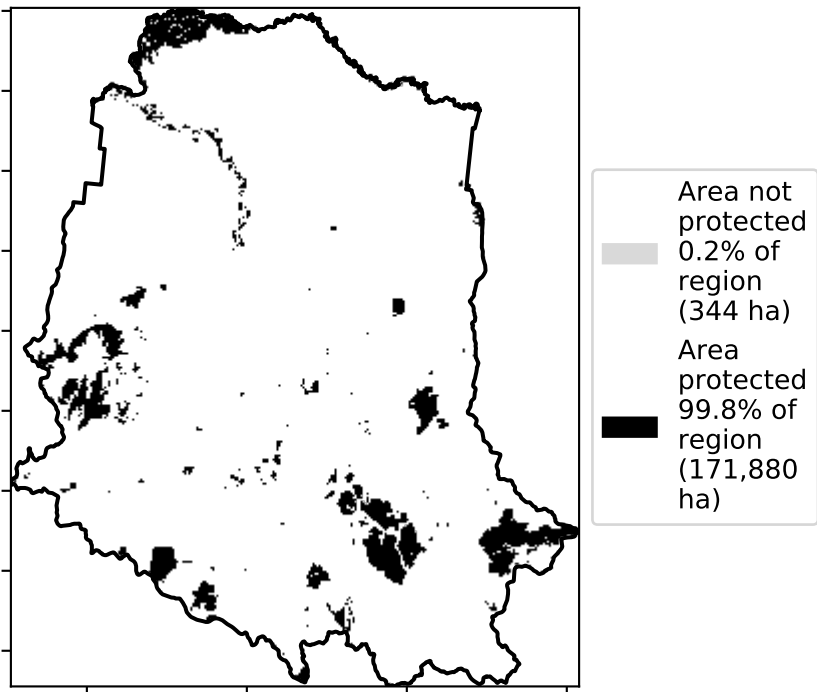 Area not
protected
0.2% of
region
(344 ha)
Area
protected
99.8% of
region
(171,880
ha)